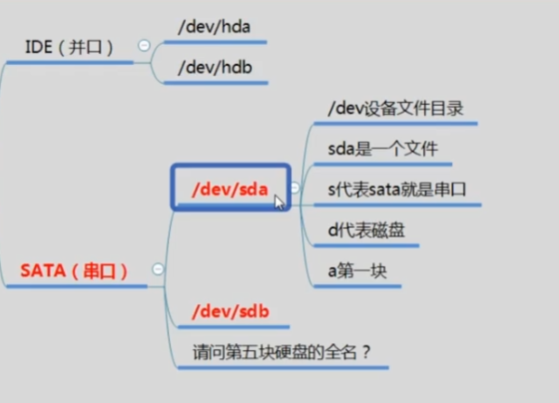 IDE（并口）
/dev/hda
/dev/hdb
SATA（串口）
/dev/sda
/dev设备文件目录
sda是一个文件
s代表sata就是串口
d代表磁盘
a第一块
/dev/sdb
请问第五块硬盘的全名？